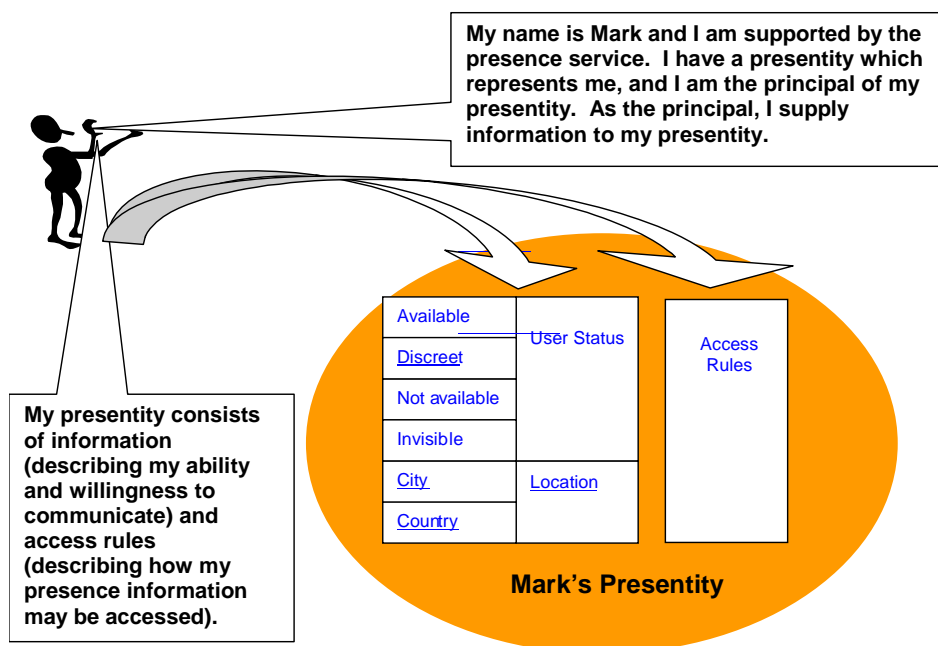 My name is Mark and I am supported by the
presence service.  I have a presentity which
represents me, and I am the principal of my
presentity.  As the principal, I supply
information to my presentity.
Available
User Status
Discreet
Not available
Invisible
City
Location
Country
Access
Rules
Mark's Presentity
My presentity consists
of information
(describing my ability
and willingness to
communicate) and
access rules
(describing how my
presence information
may be accessed).